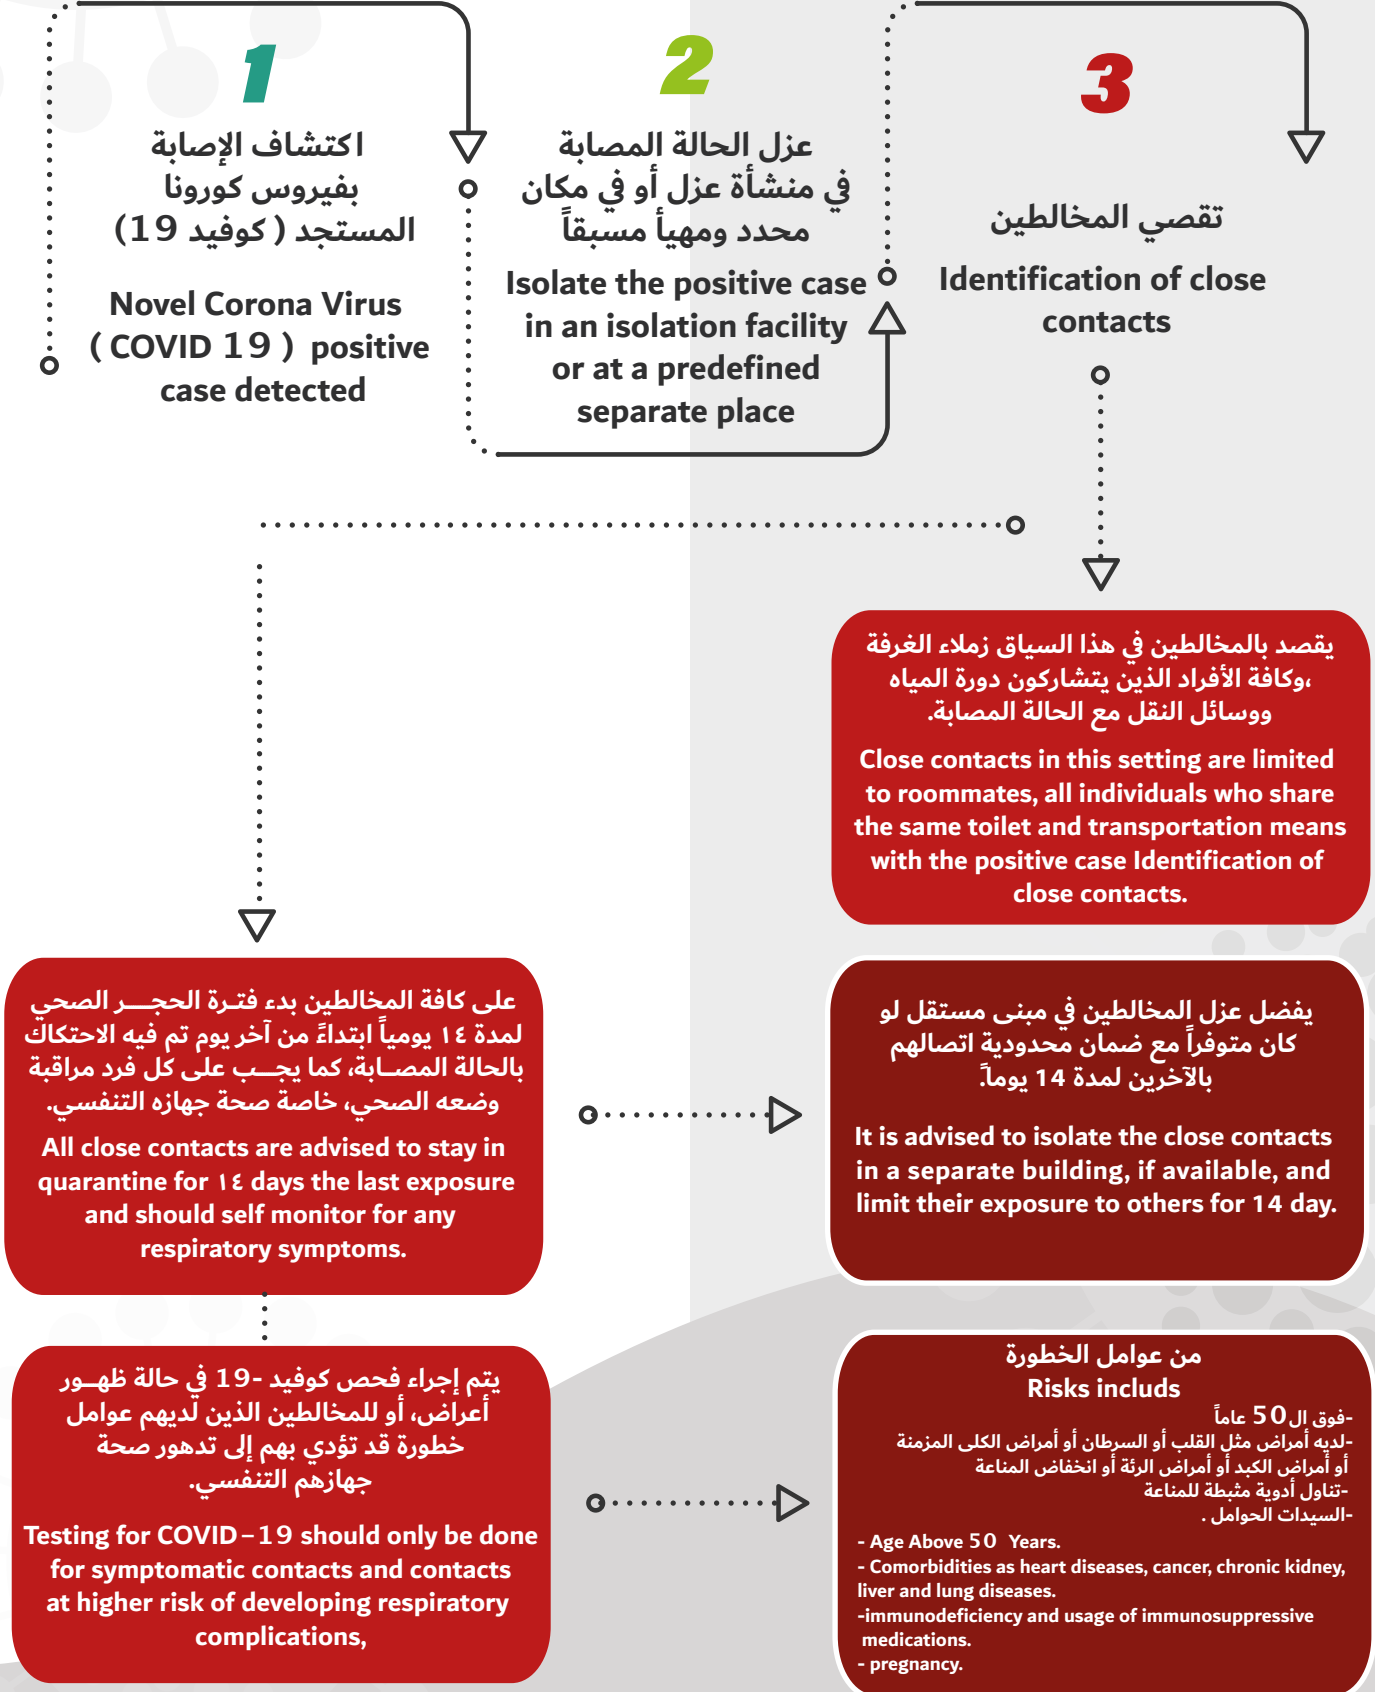 1
اكتشاف الإصابة
بفيروس كورونا
المستجد ( كوفيد 19)
Novel Corona Virus
( COVID 19 ) positive
case detected
2
عزل الحالة المصابة
في منشأة عزل أو في مكان
محدد ومهيأ مسبقاً
Isolate the positive case
in an isolation facility
or at a predefined
separate place
3
تقصي المخالطين
Identification of close
contacts
يقصد بالمخالطين في هذا السياق زملاء الغرفة
،وكافة الأفراد الذين يتشاركون دورة المياه
ووسائل النقل مع الحالة المصابة.
Close contacts in this setting are limited
to roommates, all individuals who share
the same toilet and transportation means
with the positive case Identification of
close contacts.
على كافة المخالطين بدء فتـرة الحجـــر الصحي
لمدة ١٤ يومياً ابتداءً من آخر يوم تم فيه الاحتكاك
بالحالة المصــابة، كما يجــب على كل فرد مراقبة
وضعه الصحي، خاصة صحة جهازه التنفسي.
All close contacts are advised to stay in
quarantine for ١٤ days the last exposure
and should self monitor for any
respiratory symptoms.
يفضل عزل المخالطين في مبنى مستقل لو
كان متوفراً مع ضمان محدودية اتصالهم
بالآخرين لمدة 14 يوماً.
It is advised to isolate the close contacts
in a separate building, if available, and
limit their exposure to others for 14 day.
يتم إجراء فحص كوفيد -19 في حالة ظهــور
أعراض، أو للمخالطين الذين لديهم عوامل
خطورة قد تؤدي بهم إلى تدهور صحة
جهازهم التنفسي.
Testing for COVID-19 should only be done
for symptomatic contacts and contacts
at higher risk of developing respiratory
complications,
من عوامل الخطورة
Risks includs
-فوق ال50 عاماً
-لديه أمراض مثل القلب أو السرطان أو أمراض الكلى المزمنة
أو أمراض الكبد أو أمراض الرئة أو انخفاض المناعة
-تناول أدوية مثبطة للمناعة
-السيدات الحوامل .
- Age Above 50 Years.
- Comorbidities as heart diseases, cancer, chronic kidney,
liver and lung diseases.
-immunodeficiency and usage of immunosuppressive
medications.
- pregnancy.